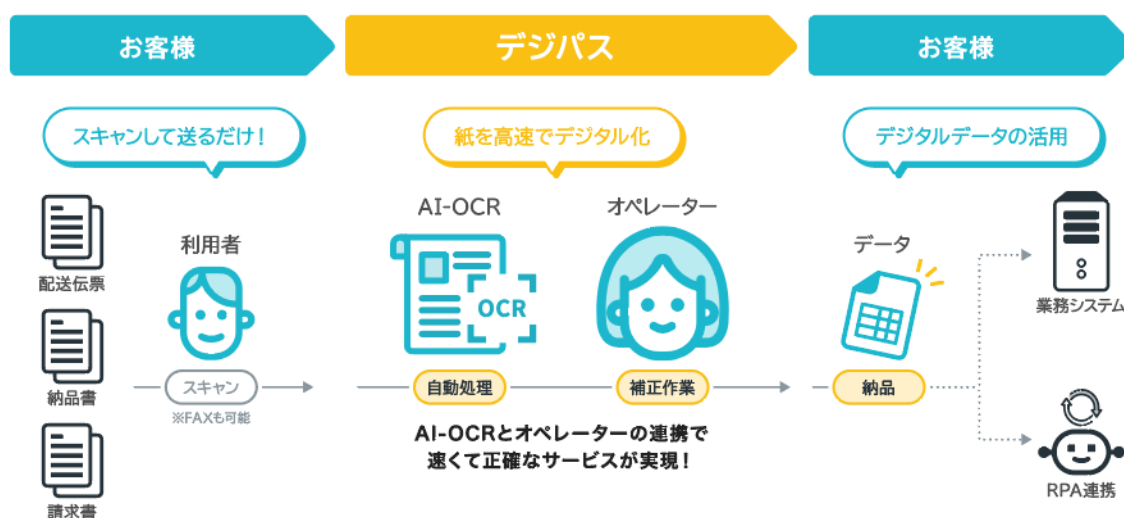 お客様
デジパス
お客様
スキャンして送るだけ！
紙を高速でデジタル化
デジタルデータの活用
配送伝票
納品書
請求書
利用者
スキャン
※FAXも可能
AI-OCR
OCR
自動処理
オペレーター
補正作業
AI-OCRとオペレーターの連携で
速くて正確なサービスが実現！
データ
納品
業務システム
RPA連携